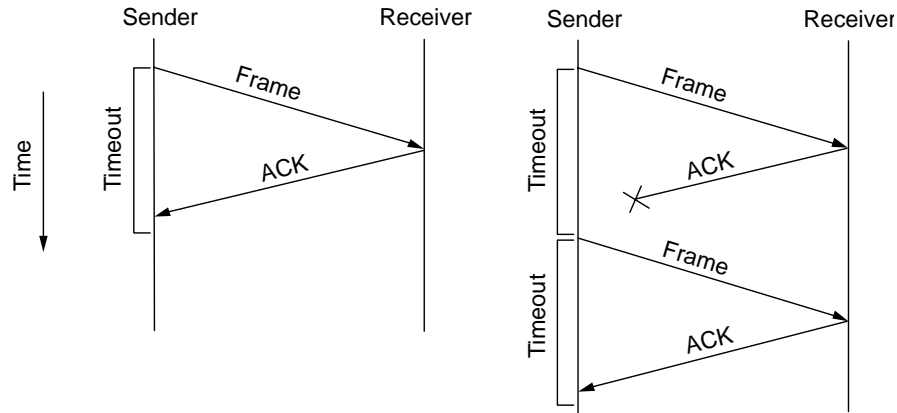 Sender
Receiver
Time
Timeout
Frame
ACK
Sender
Receiver
Timeout
Frame
ACK
Timeout
Frame
ACK